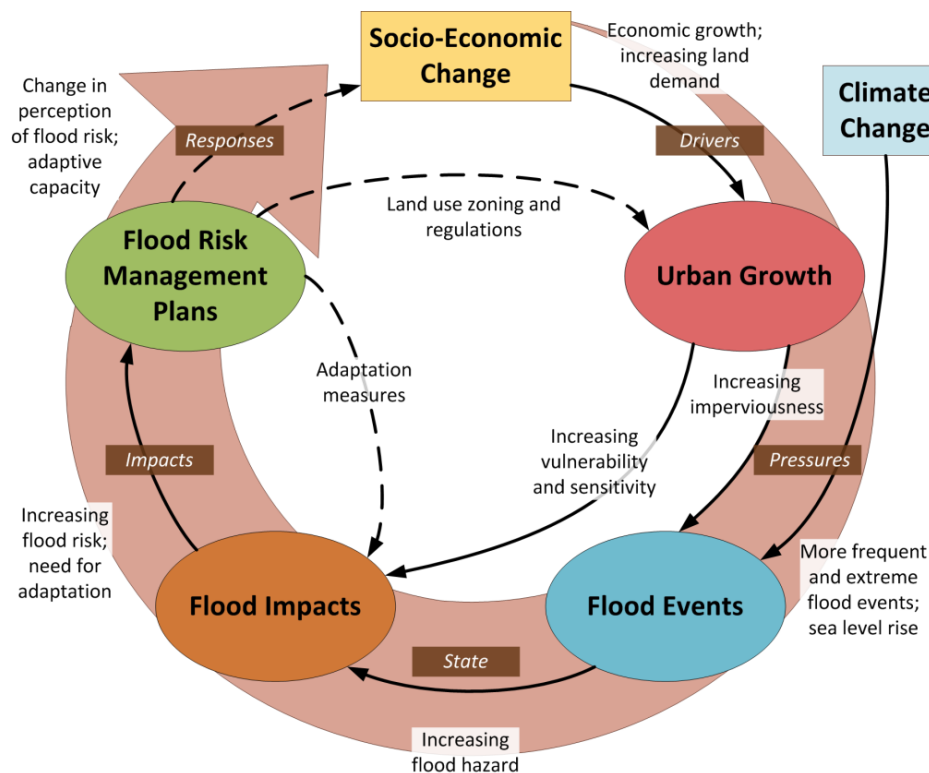 Socio-Economic
Change
Economic growth;
increasing land
demand
Climate
Change
Change in
perception
of flood risk;
adaptive
capacity
Responses
Drivers
Land use zoning and
regulations
Flood Risk
Management
Plans
Urban Growth
Adaptation
measures
Increasing
imperviousness
Increasing
vulnerability
and sensitivity
Impacts
Pressures
Increasing
flood risk;
need for
adaptation
Flood Impacts
Flood Events
More frequent
and extreme
flood events;
sea level rise
State
Increasing
flood hazard